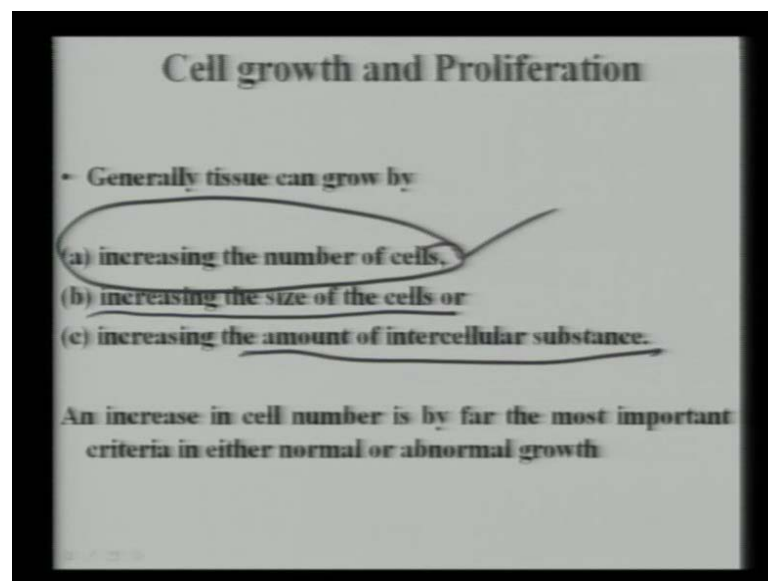 Cell growth and Proliferation
• Generally tissue can grow by
(a) increasing the number of cells,
(b) increasing the size of the cells or
(c) increasing the amount of intercellular substance.
An increase in cell number is by far the most important
criteria in either normal or abnormal growth